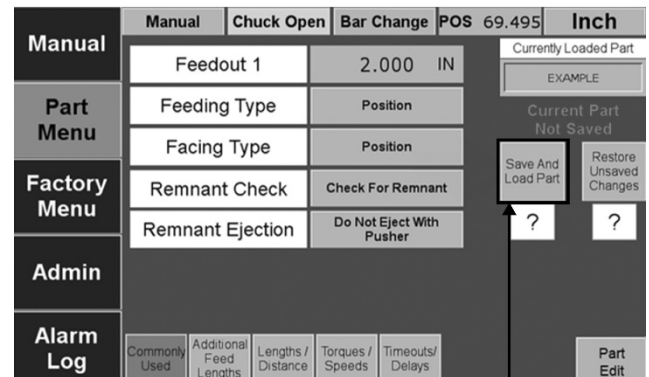 Manual Chuck Open Bar Change POS 69.495 Inch
Manual
Part
Menu
Factory
Menu
Admin
Alarm
Log
Feedout 1 2.000 IN
Feeding Type Position
Facing Type Position
Remnant Check Check For Remnant
Remnant Ejection Do Not Eject With
Pusher
Currently Loaded Part
EXAMPLE
Current Part
Not Saved
Save And
Load Part
Restore
Unsaved
Changes
? ?
Commonly
Used
Additional
Feed
Lengths
Lengths /
Distance
Torques /
Speeds
Timeouts/
Delays
Part
Edit